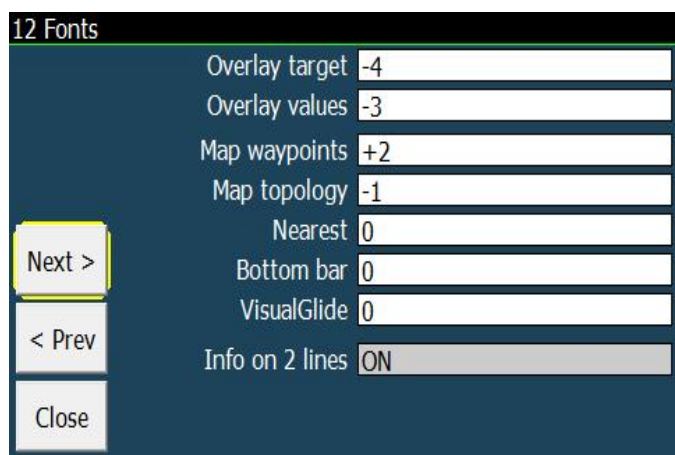 12 Fonts
Overlay target -4
Overlay values -3
Map waypoints +2
Map topology -1
Nearest 0
Bottom bar 0
VisualGlide 0
Info on 2 lines ON
Next >
< Prev
Close